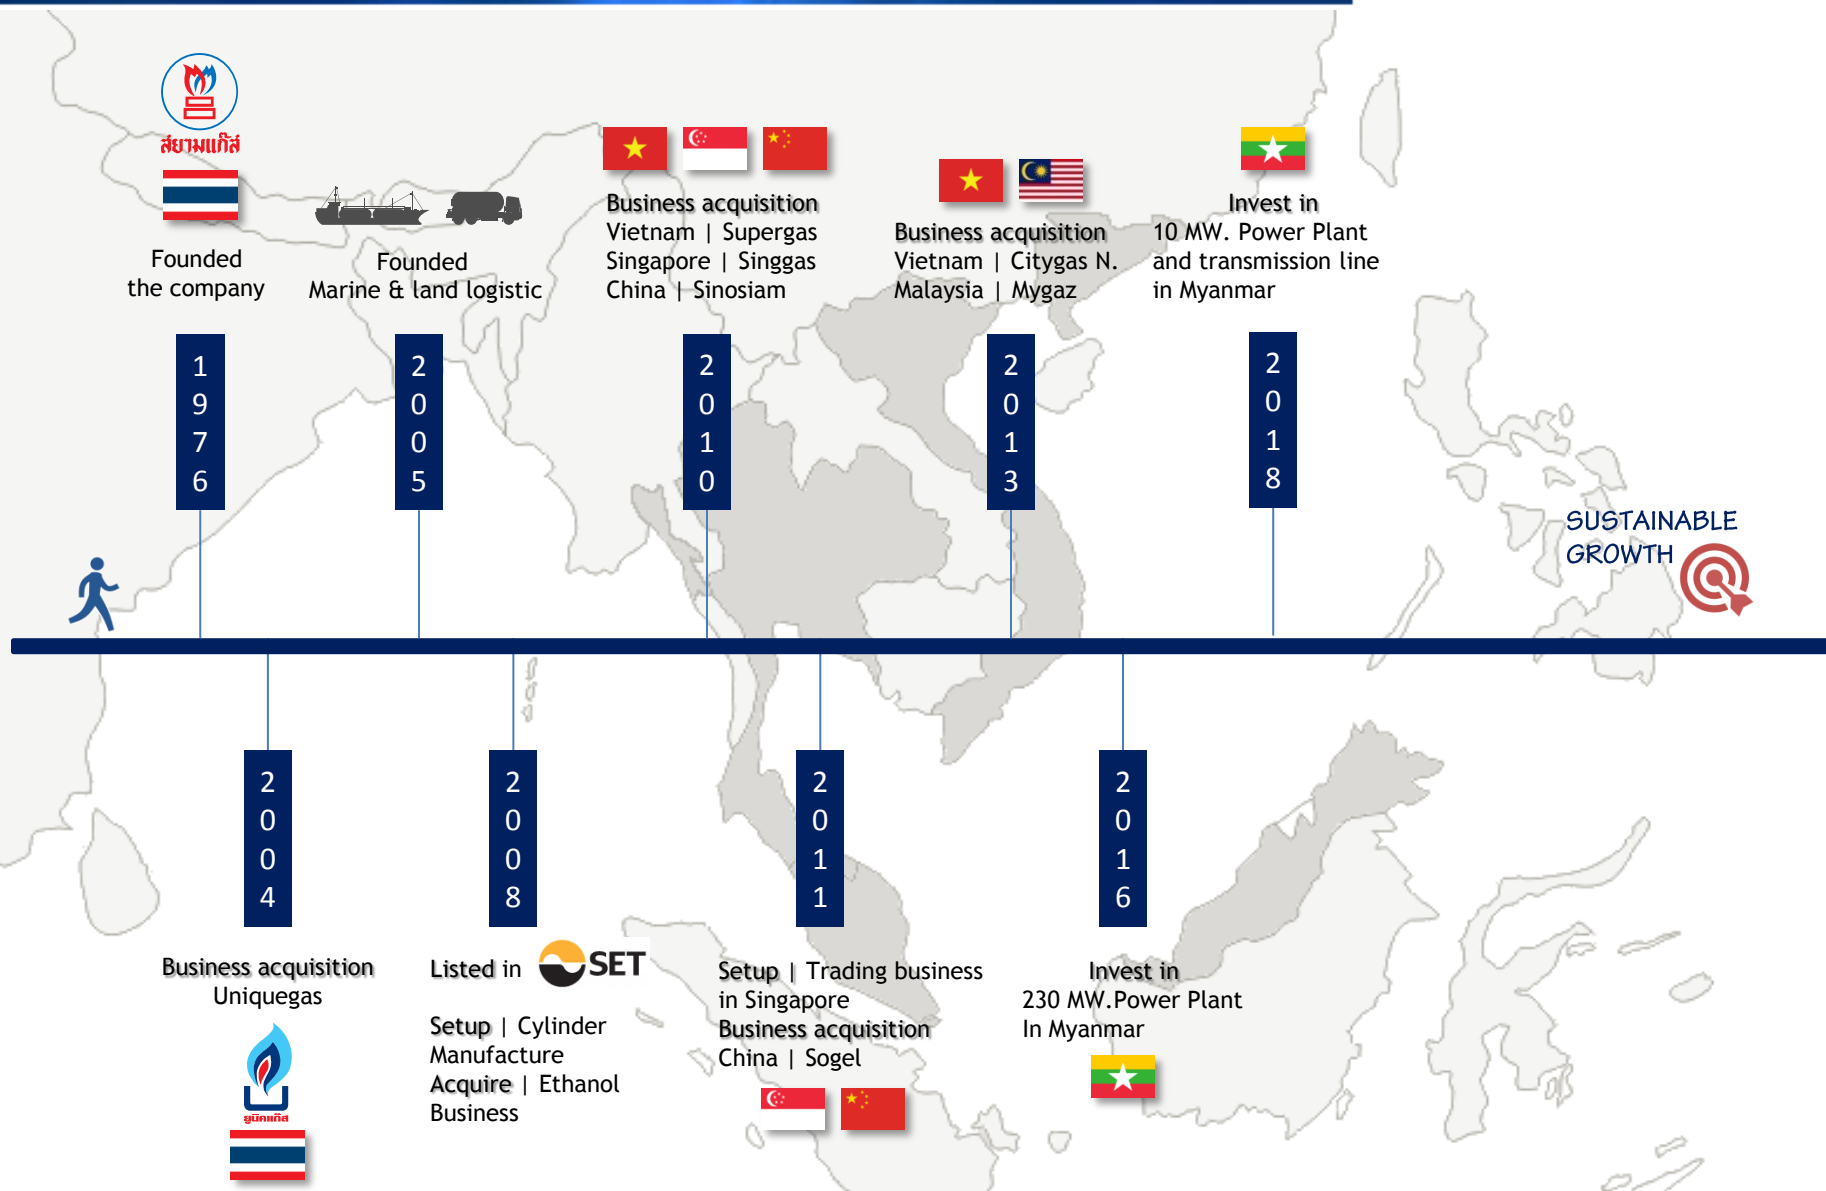 สยามแก๊ส
Founded
the company
1976
Founded
Marine & land logistic
2005
Business acquisition
Vietnam | Supergas
Singapore | Singgas
China | Sinosiam
2010
Business acquisition
Vietnam | Citygas N.
Malaysia | Mygaz
2013
Invest in
10 MW. Power Plant
and transmission line
in Myanmar
2018
SUSTAINABLE
GROWTH
2004
Business acquisition
Uniquegas
ยูนิคแก๊ส
2008
Listed in SET
Setup | Cylinder
Manufacture
Acquire | Ethanol
Business
2011
Setup | Trading business
in Singapore
Business acquisition
China | Sogel
2016
Invest in
230 MW.Power Plant
In Myanmar